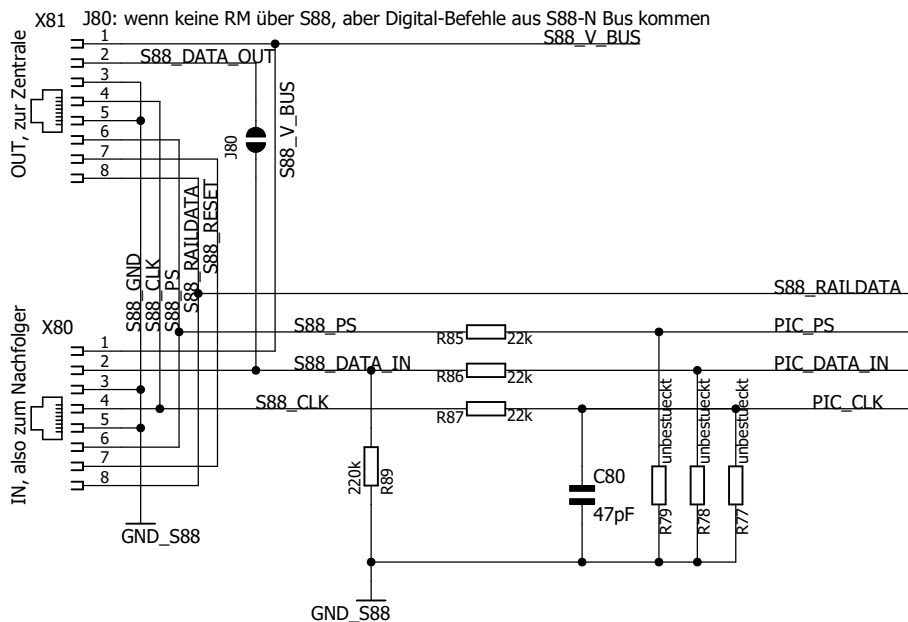 X81 J80: wenn keine RM über S88, aber Digital-Befehle aus S88-N Bus kommen
OUT, zur Zentrale
1
2
3
4
5
6
7
8
S88_V_BUS
S88_DATA_OUT
S88_V_BUS
J80
S88_GND
S88_CLK
S88_PS
S88_RAILDATA
S88_RESET
S88_RAILDATA
X80
IN, also zum Nachfolger
1
2
3
4
5
6
7
8
S88_PS
R85
22k
PIC_PS
S88_DATA_IN
R86
22k
PIC_DATA_IN
S88_CLK
R87
22k
PIC_CLK
unbestueckt
unbestueckt
unbestueckt
220k
R89
C80
47pF
R79
R78
R77
GND_S88
GND_S88